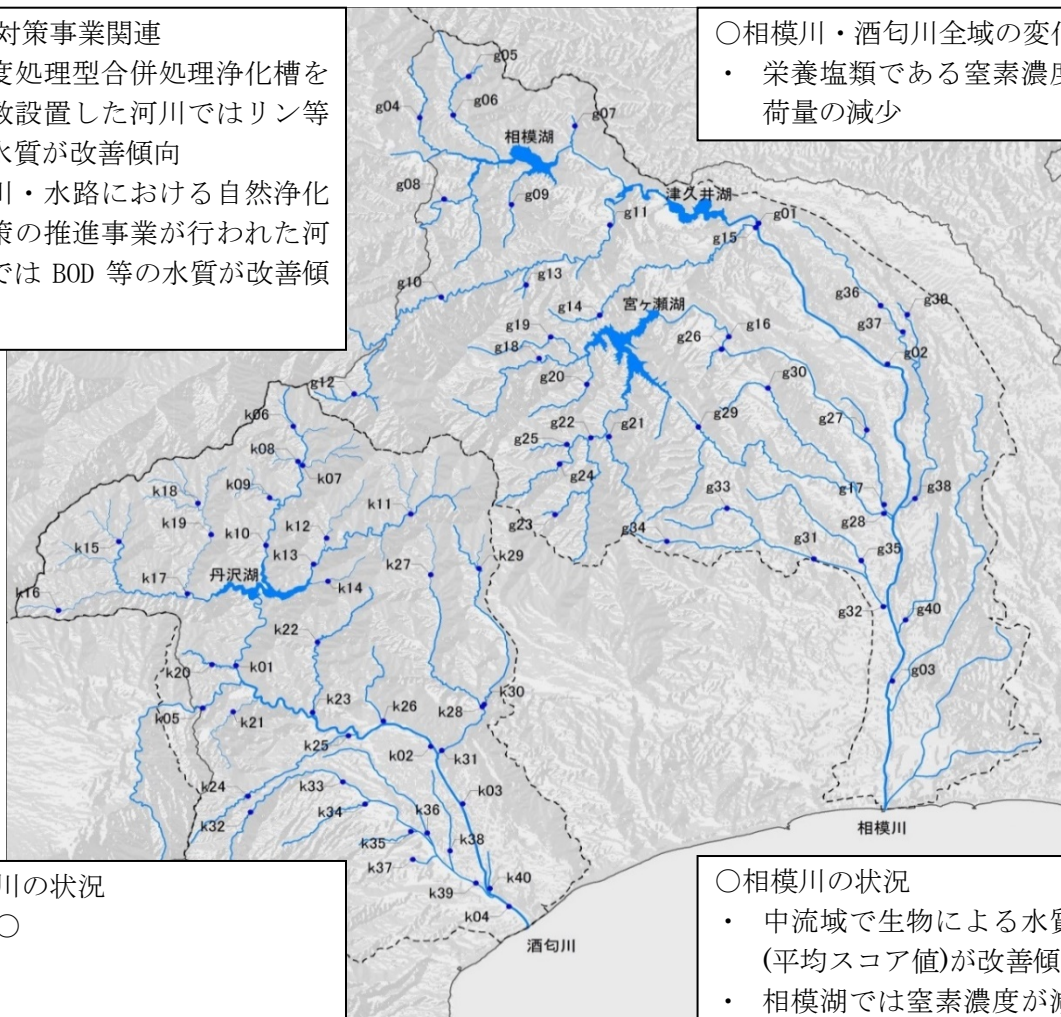 対策事業関連
度処理型合併処理浄化槽を
数設置した河川ではリン等
水質が改善傾向
川・水路における自然浄化
策の推進事業が行われた河
では BOD 等の水質が改善傾
○相模川・酒匂川全域の変化
・ 栄養塩類である窒素濃度
荷量の減少
g05
g04
g06
g07
相模湖
g08
g09
津久井湖
g11
g01
g15
g10
g13
g36
g39
宮ヶ瀬湖
g14
g37
g19
g16
g26
g18
g02
g12
g20
g30
k06
g22
g21
g29
g27
g25
k08
k07
g24
k18
k09
k11
g33
g17
g38
g23
g28
k19
k10
k12
g34
g31
k15
k13
g35
k29
丹沢湖
k27
k17
k14
k16
g32
g40
k22
k20
k01
g03
k30
k05
k21
k23
k26
k28
k25
k02
k31
k24
k33
k03
k32
k34
k36
相模川
k35
k38
k37
k39
k40
k04
酒匂川
川の状況
○
○相模川の状況
・ 中流域で生物による水質
(平均スコア値)が改善傾
・ 相模湖では窒素濃度が減